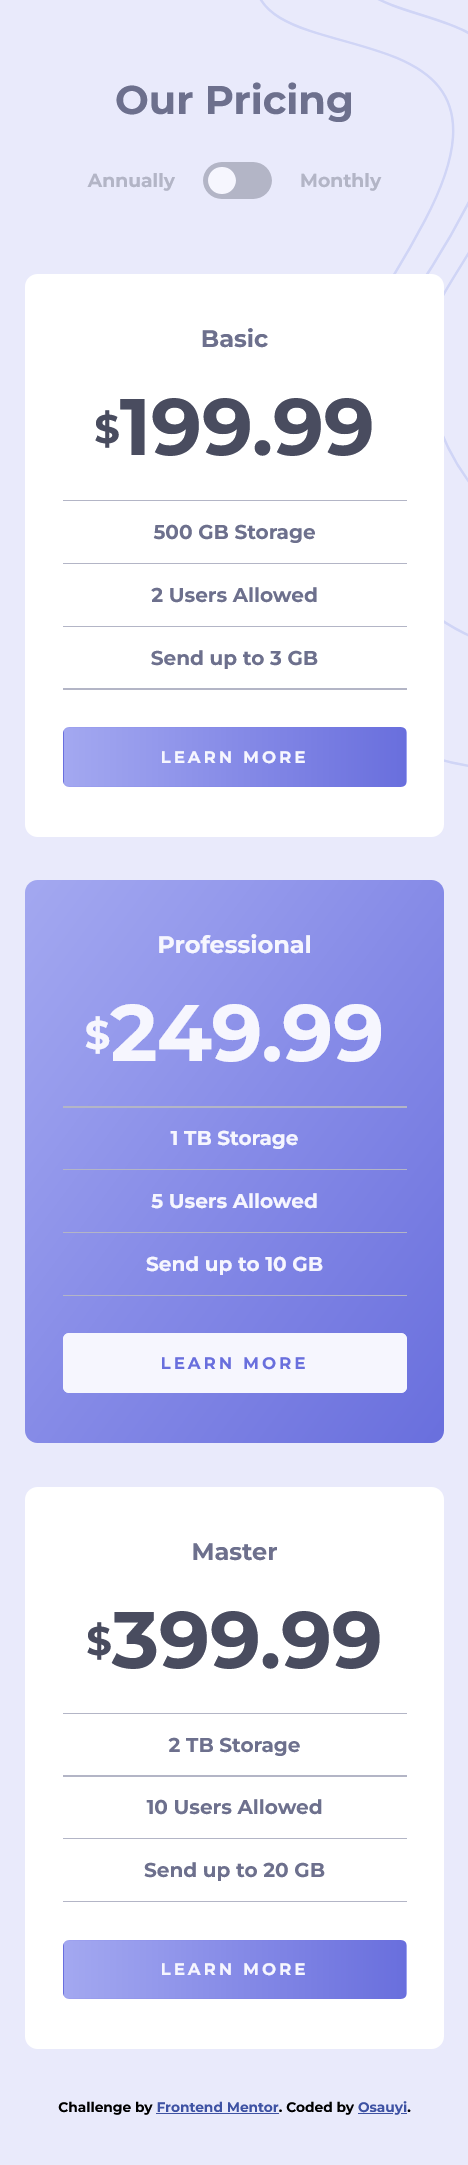 Our Pricing
Annually Monthly
Basic
$199.99
500 GB Storage
2 Users Allowed
Send up to 3 GB
LEARN MORE
Professional
$249.99
1 TB Storage
5 Users Allowed
Send up to 10 GB
LEARN MORE
Master
$399.99
2 TB Storage
10 Users Allowed
Send up to 20 GB
LEARN MORE
Challenge by Frontend Mentor. Coded by Osauyi.